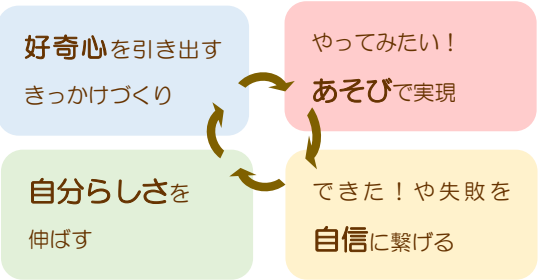 好奇心を引き出す
きっかけづくり
やってみたい！
あそびで実現
自分らしさを
伸ばす
できた！や失敗を
自信に繋げる